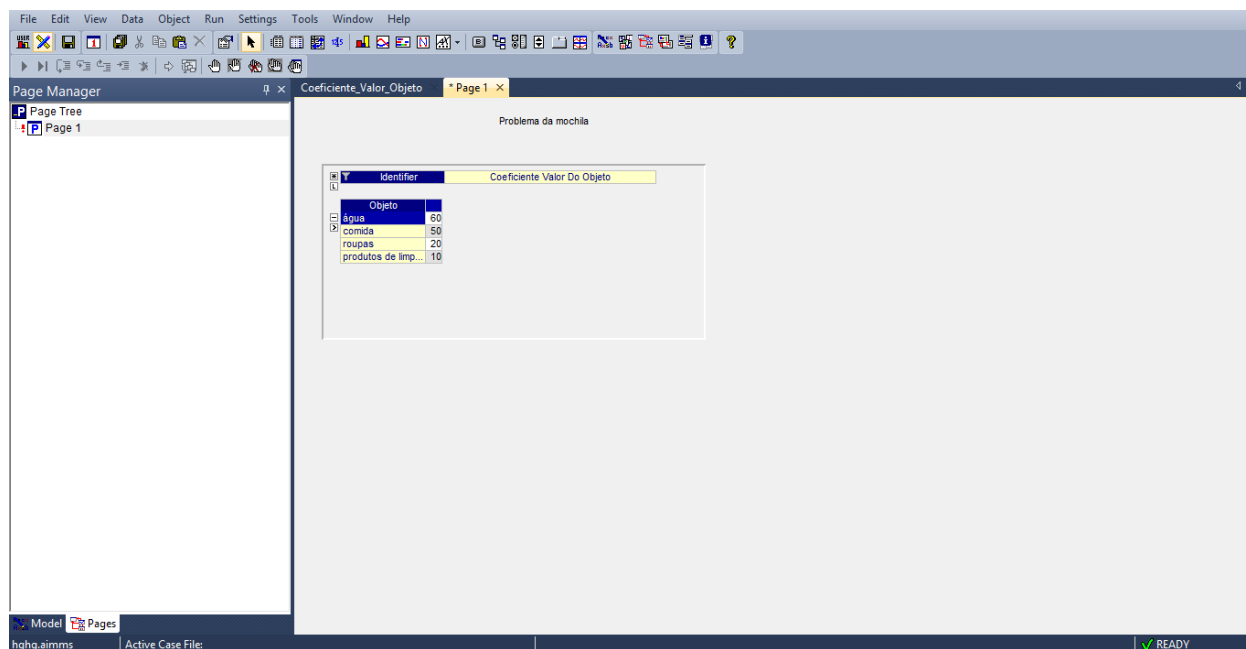 File Edit View Data Object Run Settings Tools Window Help
Page Manager
Coeficiente_Valor_Objeto * Page 1
Page Tree
Page 1
Problema da mochila
Identifier Coeficiente Valor Do Objeto
Objeto
água 60
comida 50
roupas 20
produtos de limp... 10
Model Pages
hghg.aimms Active Case File: READY